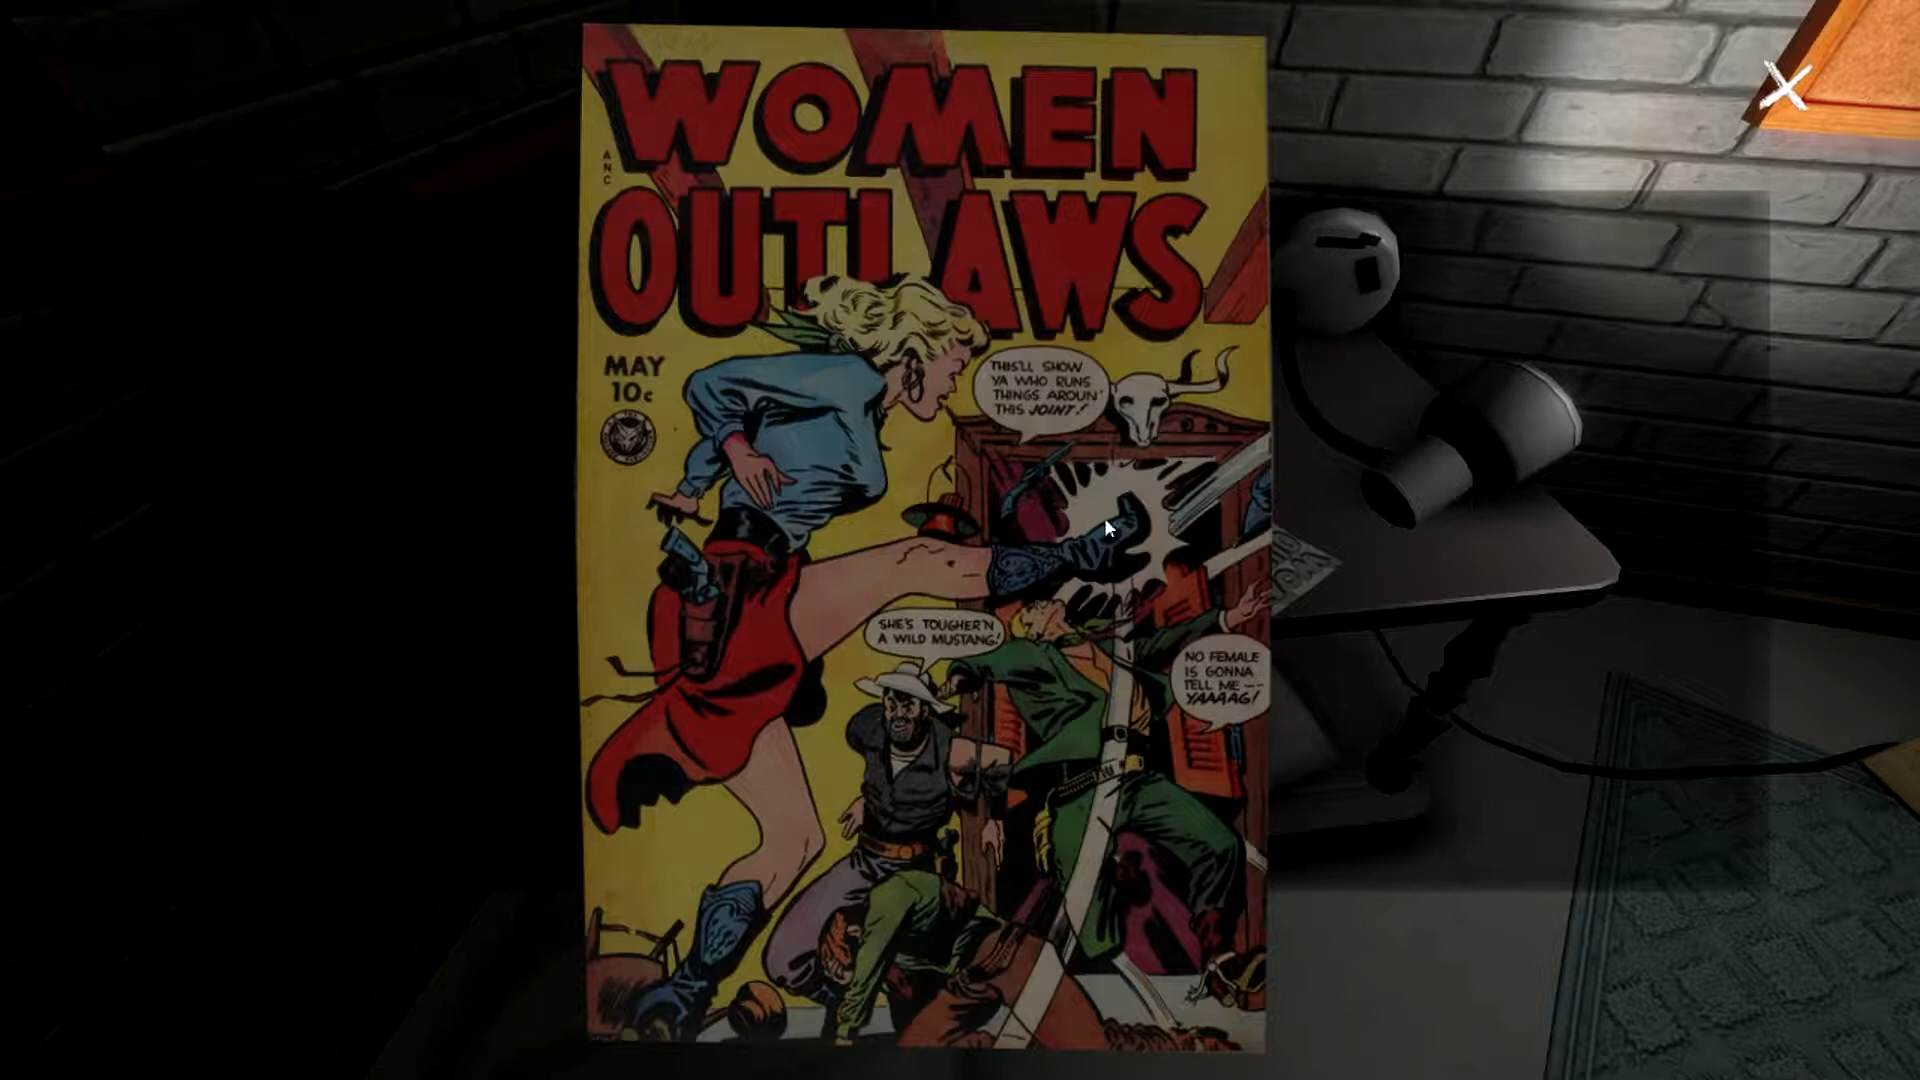 WOMEN
OUTLAWS
ANC
MAY
10c
THIS'LL SHOW
YA WHO RUNS
THINGS AROUN'
THIS JOINT!
SHE'S TOUGHER'N
A WILD MUSTANG!
NO FEMALE
IS GONNA
TELL ME--
YAAAAG!